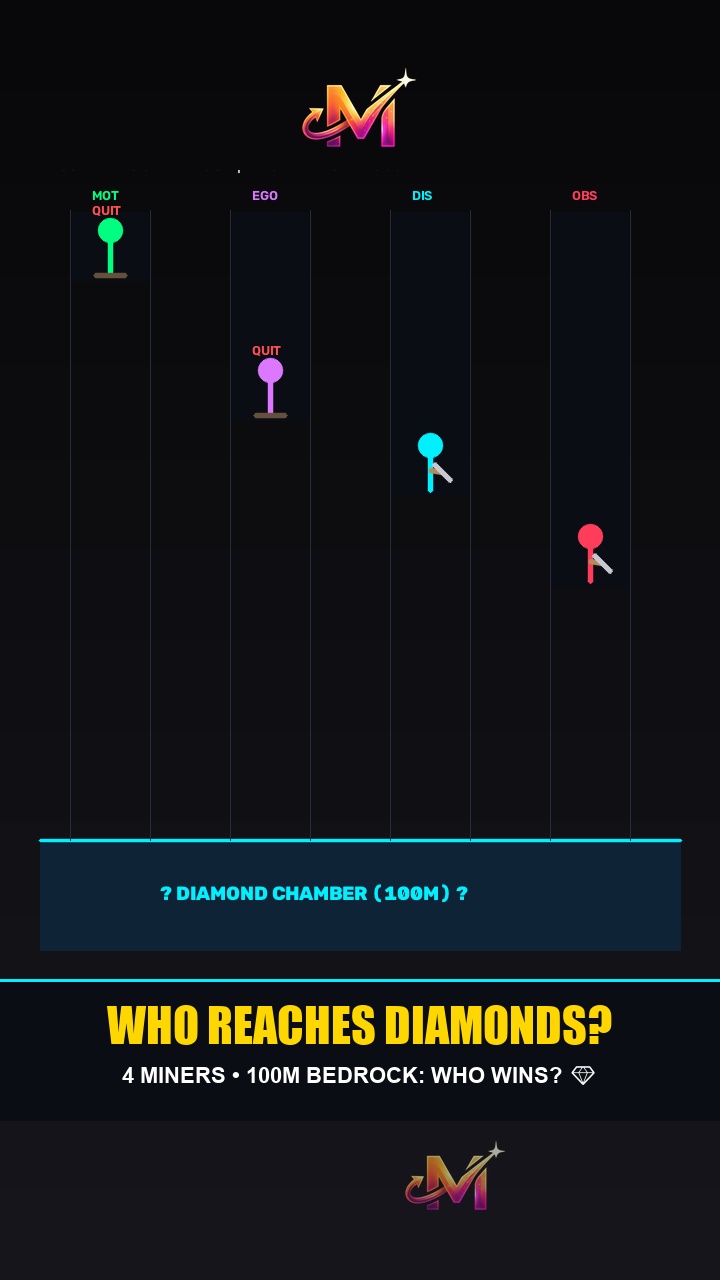 M
MOT EGO DIS OBS
QUIT
QUIT
? DIAMOND CHAMBER (100M) ?
WHO REACHES DIAMONDS?
4 MINERS • 100M BEDROCK: WHO WINS?
M